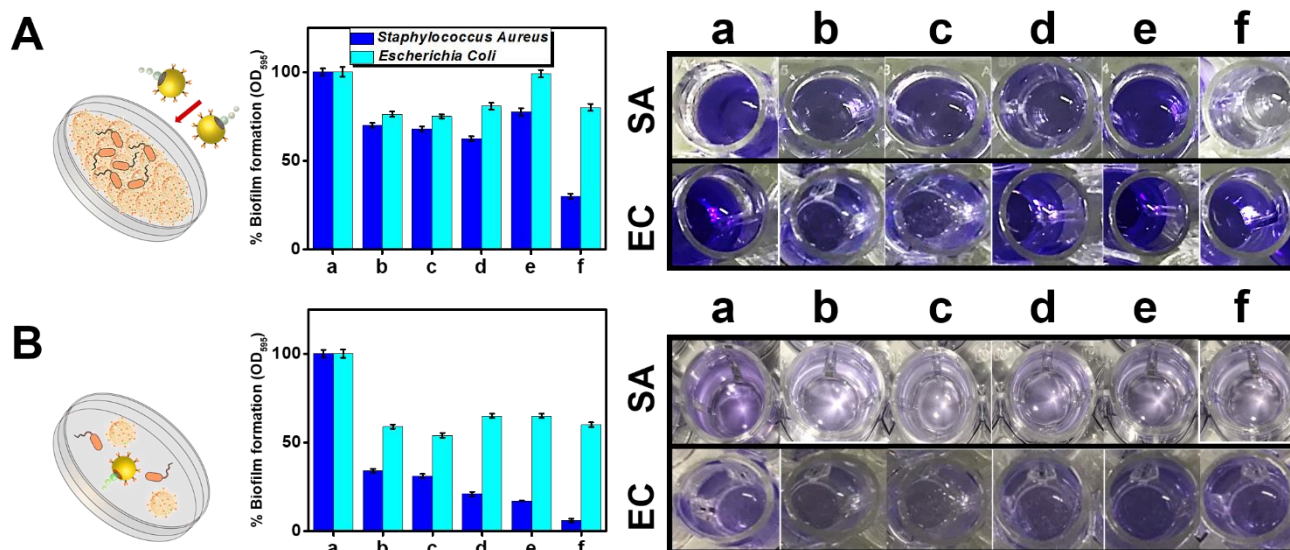 A
Staphylococcus Aureus
Escherichia Coli
% Biofilm formation (OD595)
100
50
0
a b c d e f
a b c d e f
SA
EC
B
% Biofilm formation (OD595)
100
50
0
a b c d e f
a b c d e f
SA
EC